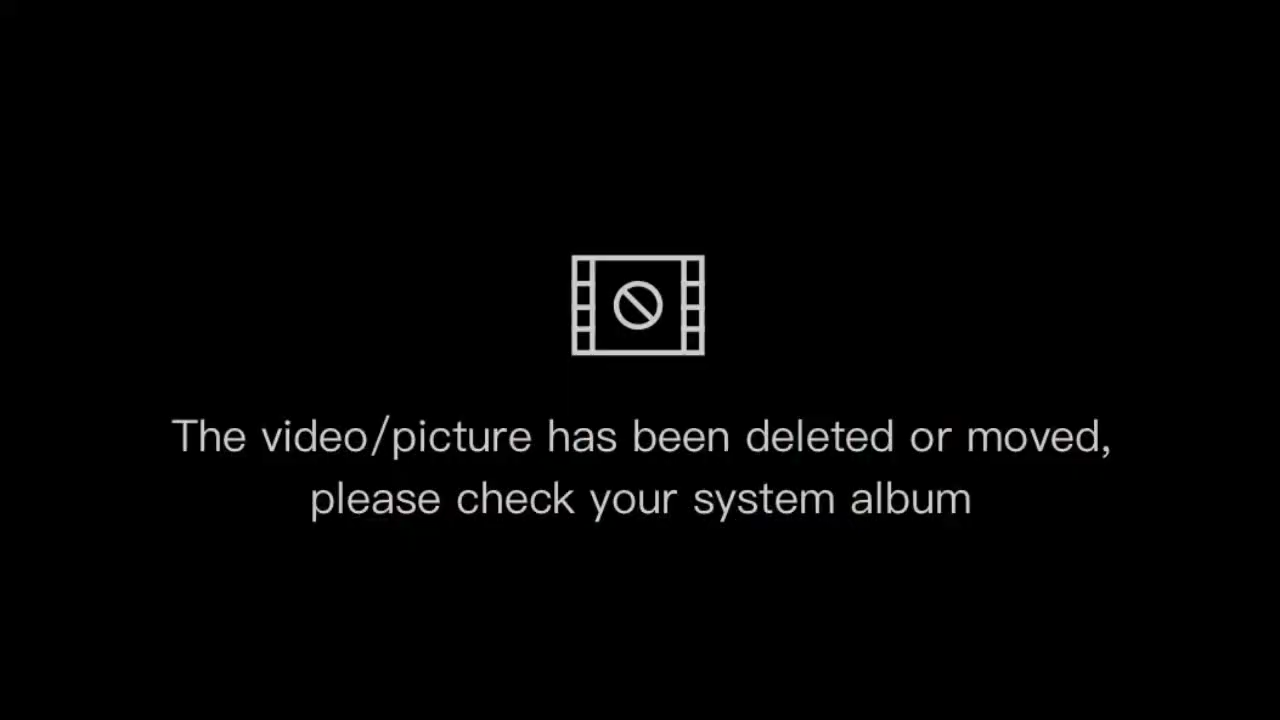 The video/picture has been deleted or moved,
please check your system album